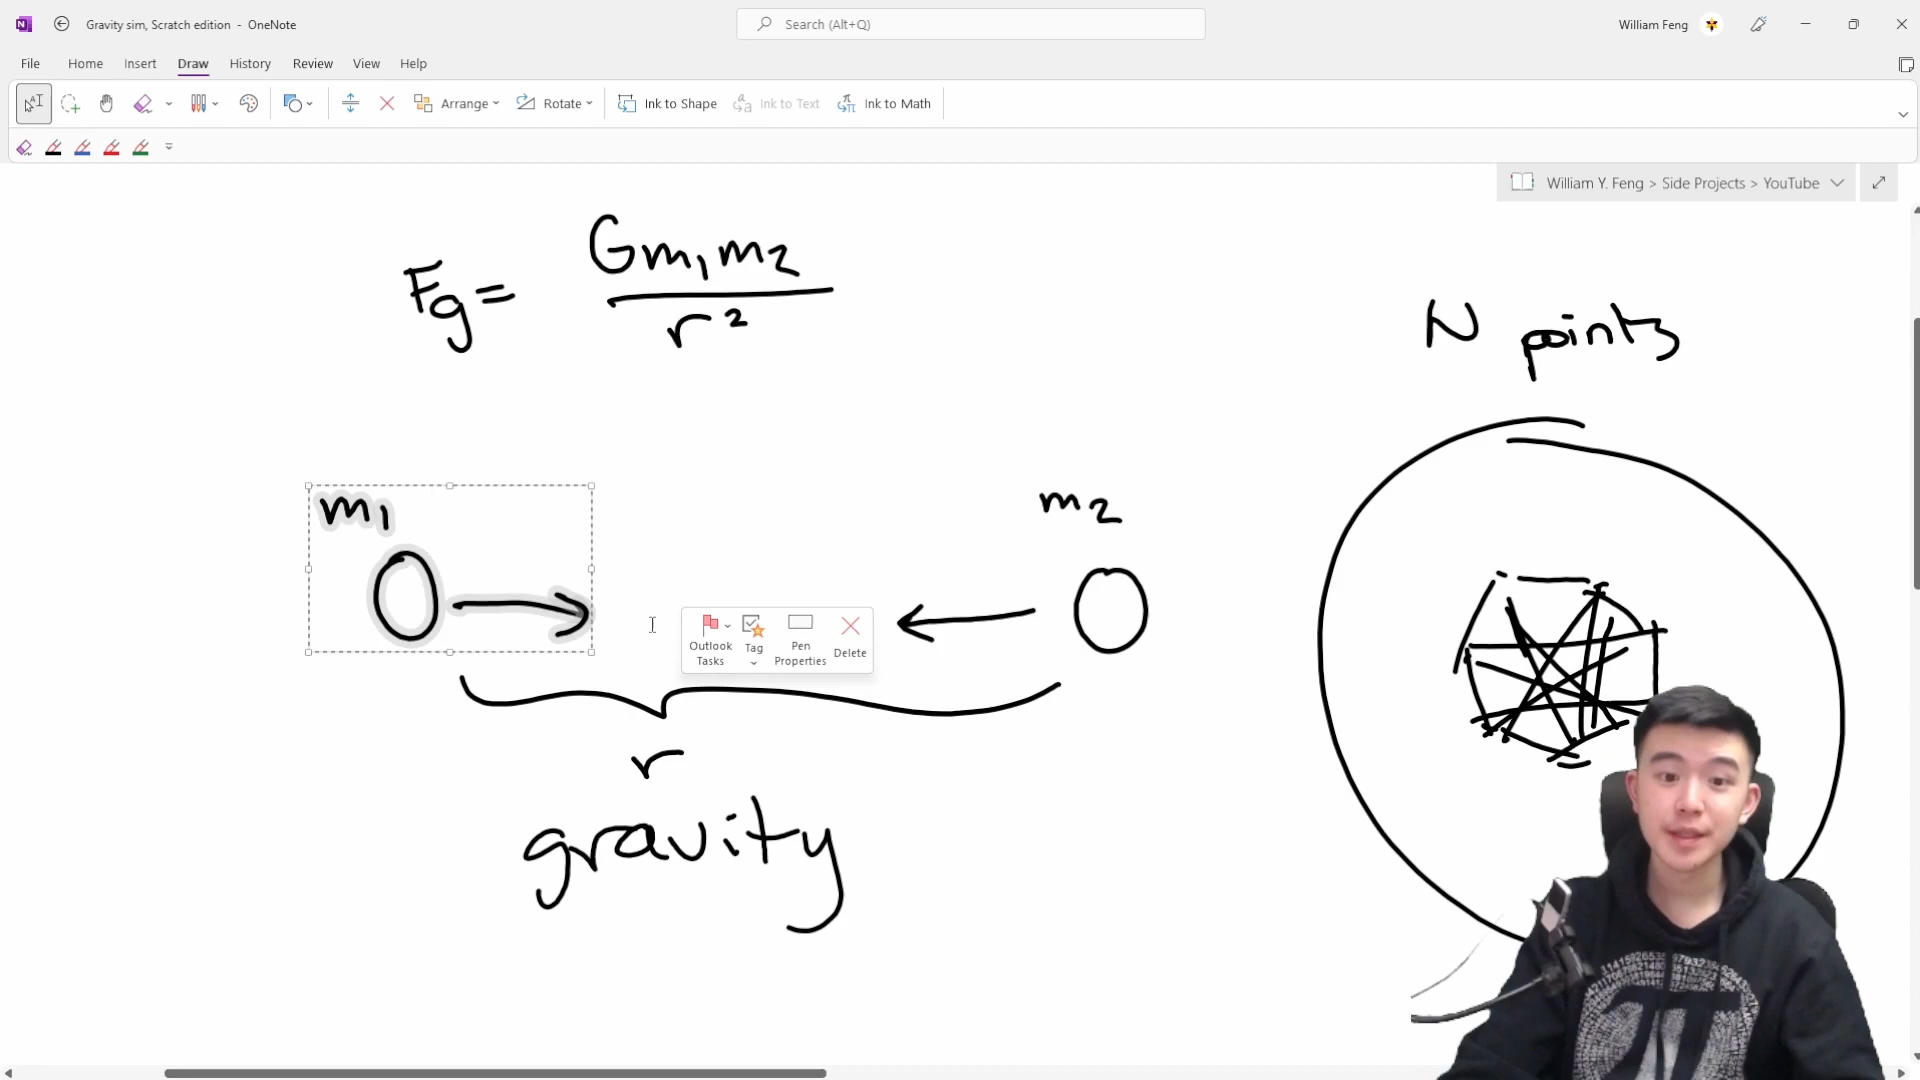 Gravity sim, Scratch edition - OneNote
Search (Alt+Q)
William Feng
File Home Insert Draw History Review View Help
Arrange Rotate Ink to Shape Ink to Text Ink to Math
William Y. Feng > Side Projects > YouTube
Fg = Gm₁m₂
r²
N points
m₁
m₂
Outlook Tasks
Tag
Pen Properties
Delete
r
gravity